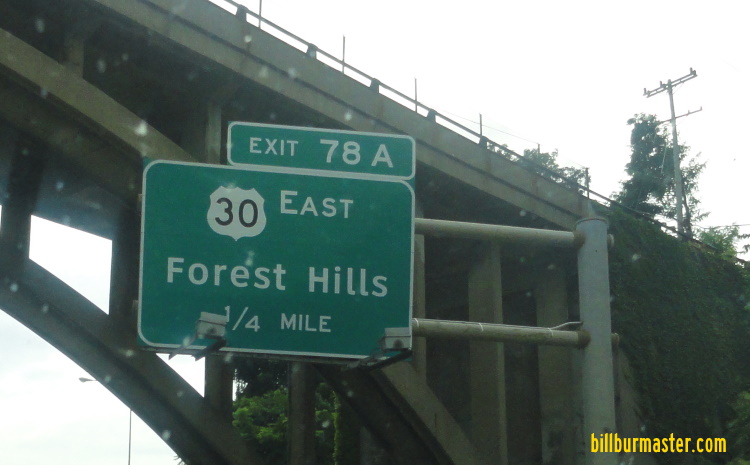 EXIT 78 A
30 EAST
Forest Hills
1/4 MILE
billburmaster.com